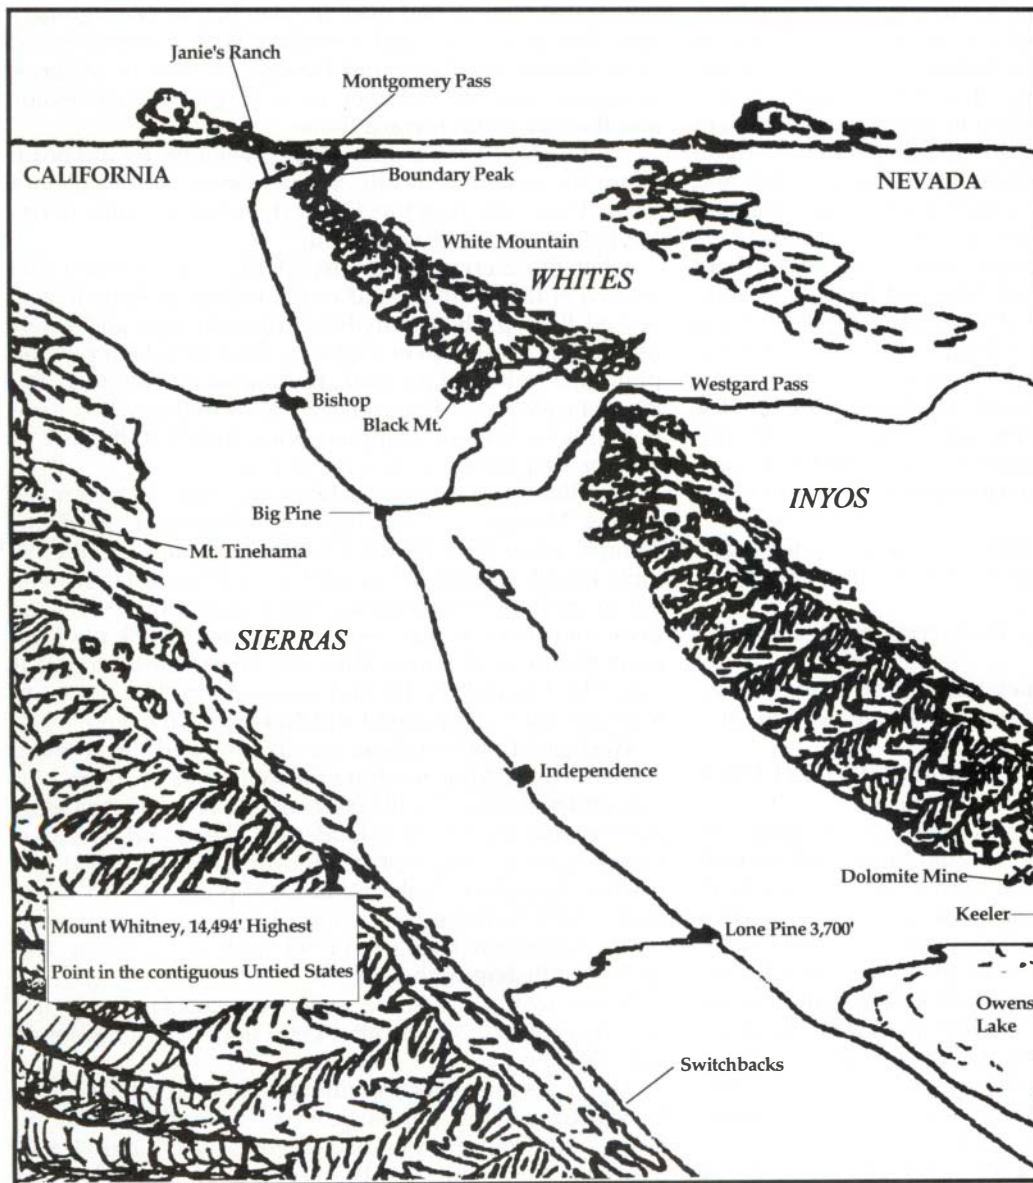 Janie's Ranch
Montgomery Pass
CALIFORNIA
Boundary Peak
NEVADA
White Mountain
WHITES
Westgard Pass
Bishop
Black Mt.
INYOS
Big Pine
Mt. Tinehama
SIERRAS
Independence
Dolomite Mine
Keeler
Mount Whitney, 14,494' Highest
Point in the contiguous Untied States
Lone Pine 3,700'
Owens
Lake
Switchbacks